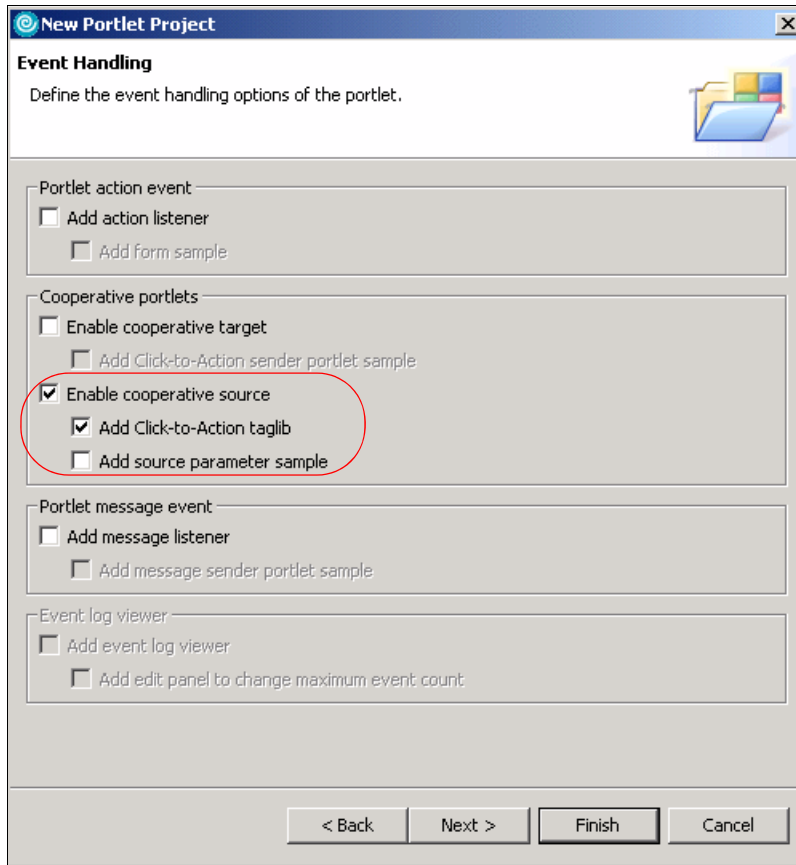 New Portlet Project
Event Handling
Define the event handling options of the portlet.
Portlet action event
Add action listener
Add form sample
Cooperative portlets
Enable cooperative target
Add Click-to-Action sender portlet sample
Enable cooperative source
Add Click-to-Action taglib
Add source parameter sample
Portlet message event
Add message listener
Add message sender portlet sample
Event log viewer
Add event log viewer
Add edit panel to change maximum event count
< Back Next > Finish Cancel